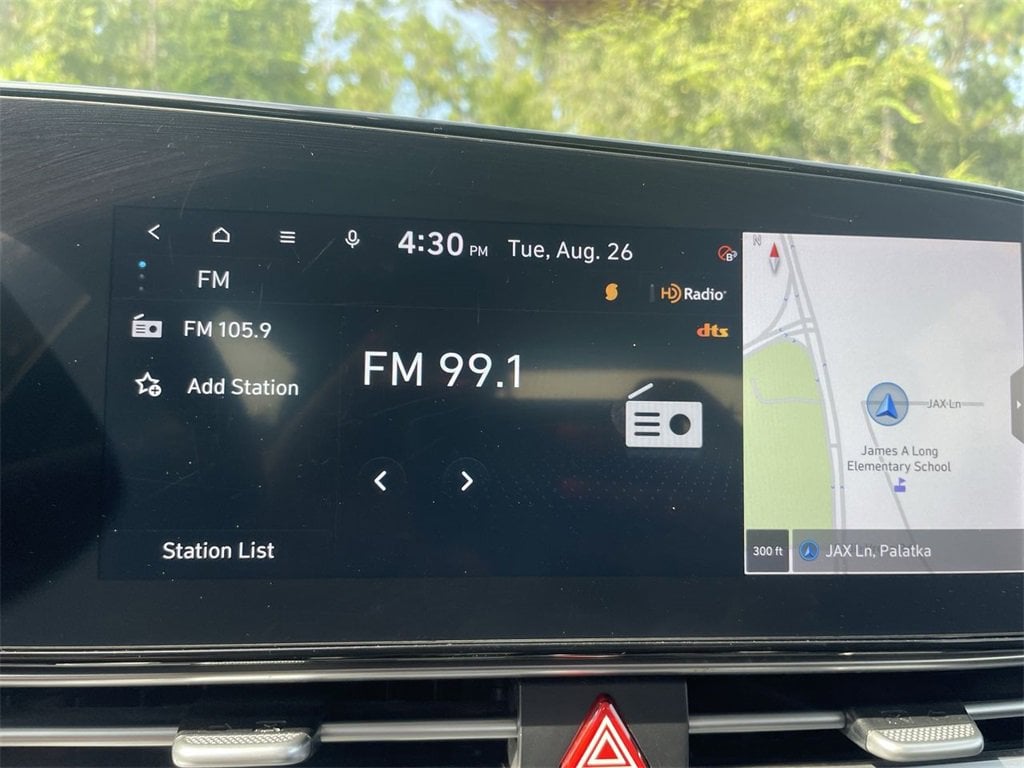 4:30 PM Tue, Aug. 26
B
FM
HD Radio
FM 105.9
dts
FM 99.1
Add Station
Station List
N
JAX Ln
James A Long
Elementary School
300 ft
JAX Ln, Palatka